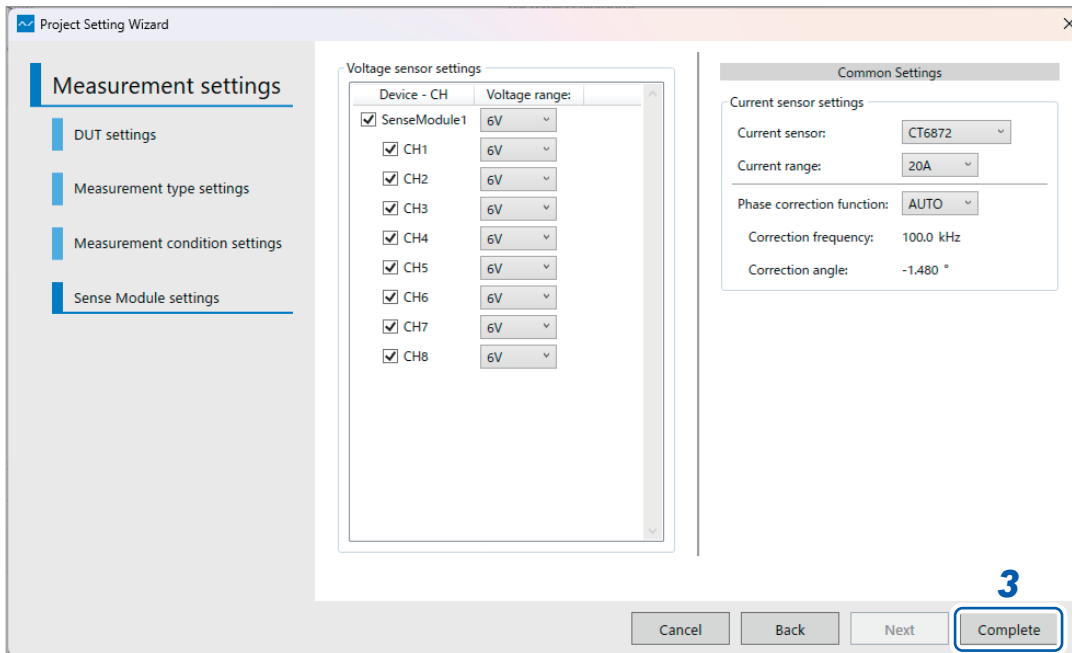 Project Setting Wizard
Measurement settings
DUT settings
Measurement type settings
Measurement condition settings
Sense Module settings
Voltage sensor settings
Device - CH Voltage range:
SenseModule1 6V
CH1 6V
CH2 6V
CH3 6V
CH4 6V
CH5 6V
CH6 6V
CH7 6V
CH8 6V
Common Settings
Current sensor settings
Current sensor: CT6872
Current range: 20A
Phase correction function: AUTO
Correction frequency: 100.0 kHz
Correction angle: -1.480 °
3
Cancel Back Next Complete